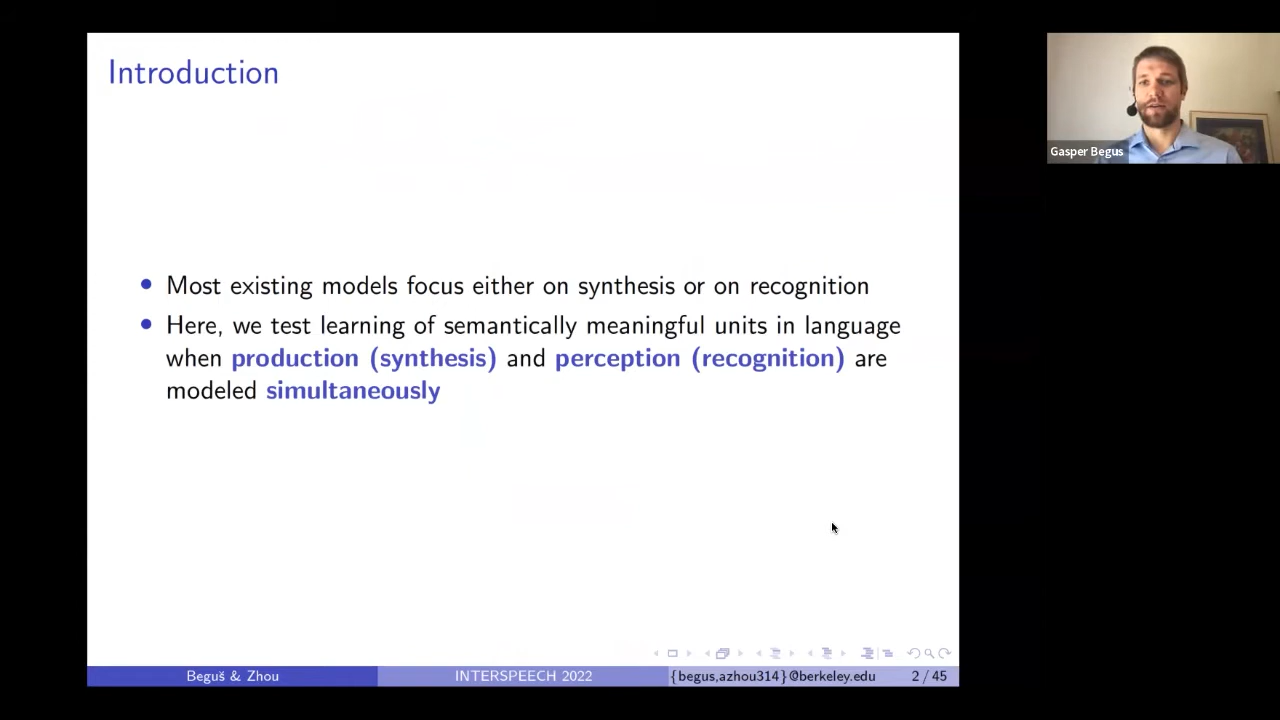 Introduction
Most existing models focus either on synthesis or on recognition
Here, we test learning of semantically meaningful units in language
when production (synthesis) and perception (recognition) are
modeled simultaneously
Gasper Begus
Beguš & Zhou
INTERSPEECH 2022
{begus,azhou314}@berkeley.edu
2 / 45